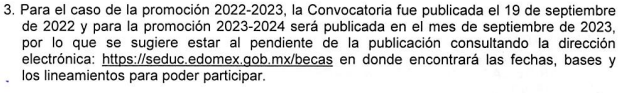 3. Para el caso de la promoción 2022-2023, la Convocatoria fue publicada el 19 de septiembre
de 2022 y para la promoción 2023-2024 será publicada en el mes de septiembre de 2023,
por lo que se sugiere estar al pendiente de la publicación consultando la dirección
electrónica: https://seduc.edomex.gob.mx/becas en donde encontrará las fechas, bases y
los lineamientos para poder participar.